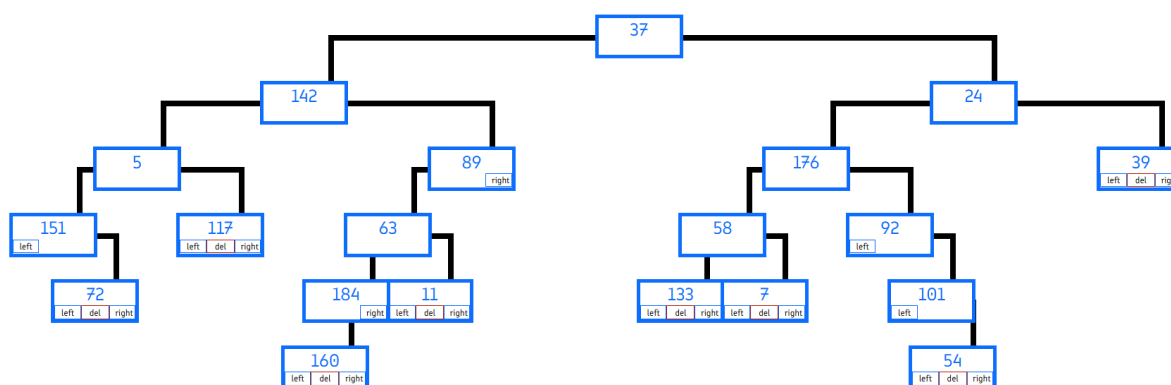 37
142
24
5
89
right
176
39
left del right
151
left
117
left del right
63
58
92
left
72
left del right
184
right
11
left del right
133
left del right
7
left del right
101
left
160
left del right
54
left del right